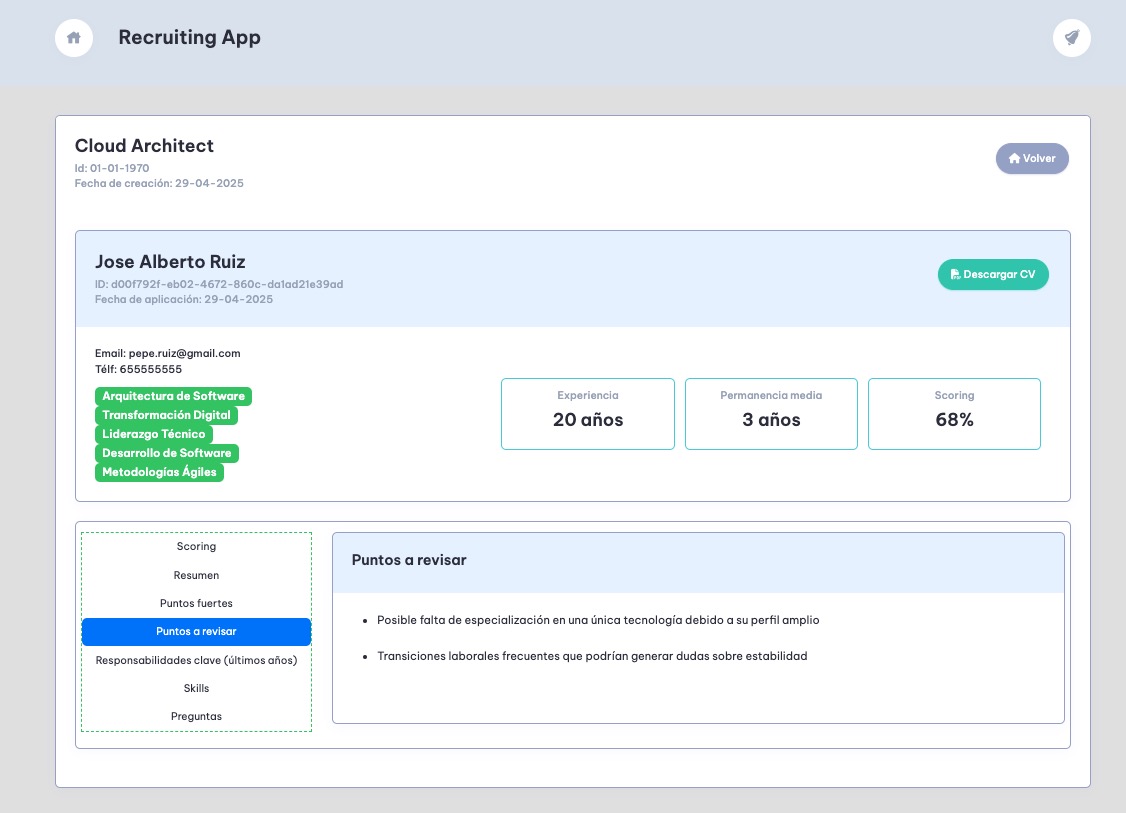 Recruiting App
Cloud Architect
Id: 01-01-1970
Fecha de creación: 29-04-2025
Volver
Jose Alberto Ruiz
ID: d00f792f-eb02-4672-860c-da1ad21e39ad
Fecha de aplicación: 29-04-2025
Descargar CV
Email: pepe.ruiz@gmail.com
Télf: 655555555
Arquitectura de Software
Transformación Digital
Liderazgo Técnico
Desarrollo de Software
Metodologías Ágiles
Experiencia
20 años
Permanencia media
3 años
Scoring
68%
Scoring
Resumen
Puntos fuertes
Puntos a revisar
Responsabilidades clave (últimos años)
Skills
Preguntas
Puntos a revisar
Posible falta de especialización en una única tecnología debido a su perfil amplio
Transiciones laborales frecuentes que podrían generar dudas sobre estabilidad